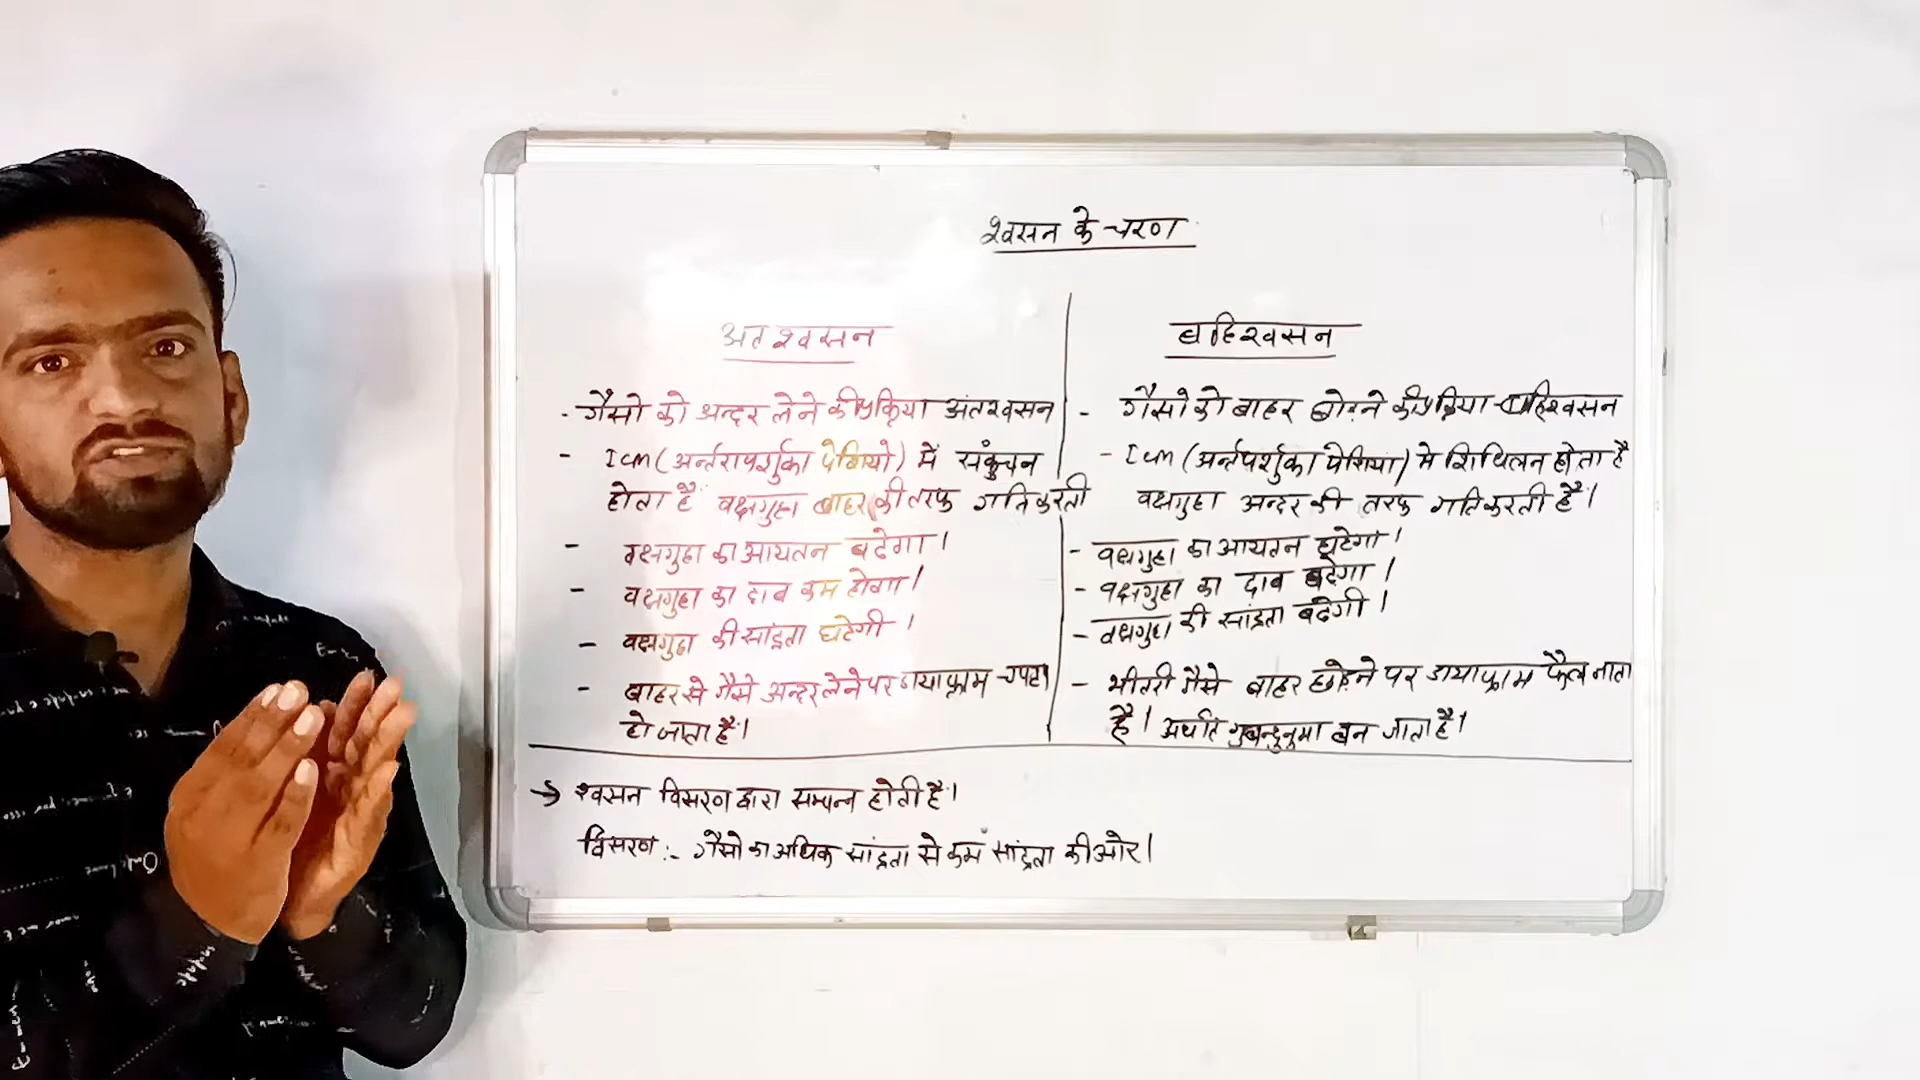 श्वसन के चरण
अतश्वसन
- गैसो को अन्दर लेने की प्रक्रिया अंतश्वसन
- Icm (अर्न्तरापर्शुका पेशियो) में संकुचन
होता है वक्षगुहा बाहर की तरफ गति करती
- वक्षगुहा का आयतन बढेगा।
- वक्षगुहा का दाब कम होगा।
- वक्षगुहा की सांद्रता घटेगी।
- बाहर से गैसे अन्दर लेने पर डायाफ्राम चपटा
हो जाता है।
बहिश्वसन
- गैसो को बाहर छोडने की प्रक्रिया बहिश्वसन
- Icm (अर्न्तपर्शुका पेशिया) मे शिथिलन होता है
वक्षगुहा अन्दर की तरफ गति करती है।
- वक्षगुहा का आयतन घटेगा।
- वक्षगुहा का दाब बढेगा।
- वक्षगुहा की सांद्रता बढेगी।
- भीतरी गैसे बाहर छोड़ने पर डायाफ्राम फैल जाता
है। अर्थात गुबन्दुनुमा बन जाता है।
→ श्वसन विसरण द्वारा सम्पन्न होती है।
विसरण :- गैसो का अधिक सांद्रता से कम सांद्रता की ओर।